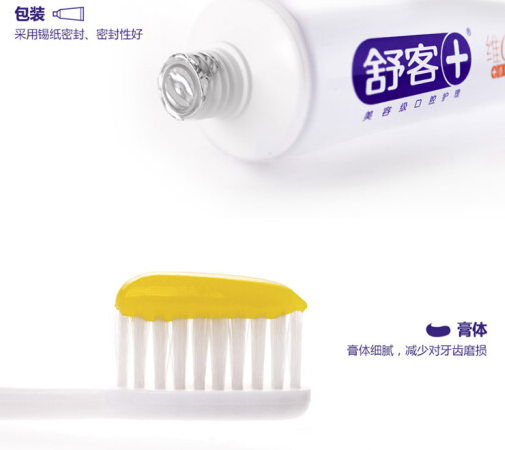 包装
采用锡纸密封、密封性好
舒客
美容级口腔护理
维
膏体
膏体细腻，减少对牙齿磨损